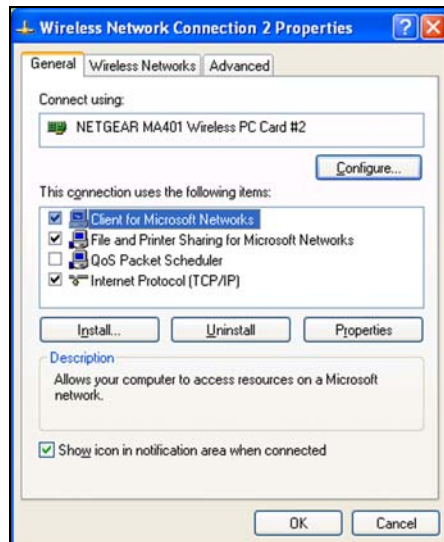 Wireless Network Connection 2 Properties
General Wireless Networks Advanced
Connect using:
NETGEAR MA401 Wireless PC Card #2
Configure...
This connection uses the following items:
Client for Microsoft Networks
File and Printer Sharing for Microsoft Networks
QoS Packet Scheduler
Internet Protocol (TCP/IP)
Install... Uninstall Properties
Description
Allows your computer to access resources on a Microsoft
network.
Show icon in notification area when connected
OK Cancel